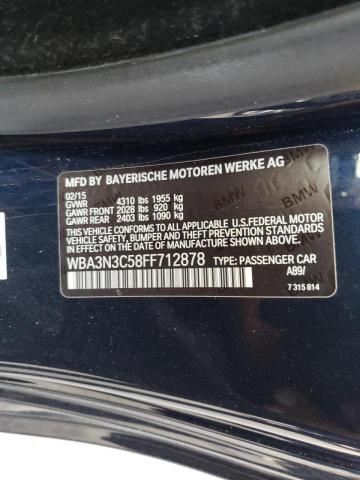 MFD BY BAYERISCHE MOTOREN WERKE AG
02/15
GVWR 4310 lbs 1955 kg
GAWR FRONT 2028 lbs 920 kg
GAWR REAR 2403 lbs 1090 kg
THIS VEHICLE CONFORMS TO ALL APPLICABLE
U.S.FEDERAL MOTOR
VEHICLE SAFETY, BUMPER AND THEFT PREVENTION
STANDARDS IN EFFECT ON THE DATE OF
MANUFACTURE SHOWN ABOVE.
WBA3N3C58FF712878 TYPE: PASSENGER CAR
A89/
7 315 814
BMW
BMW